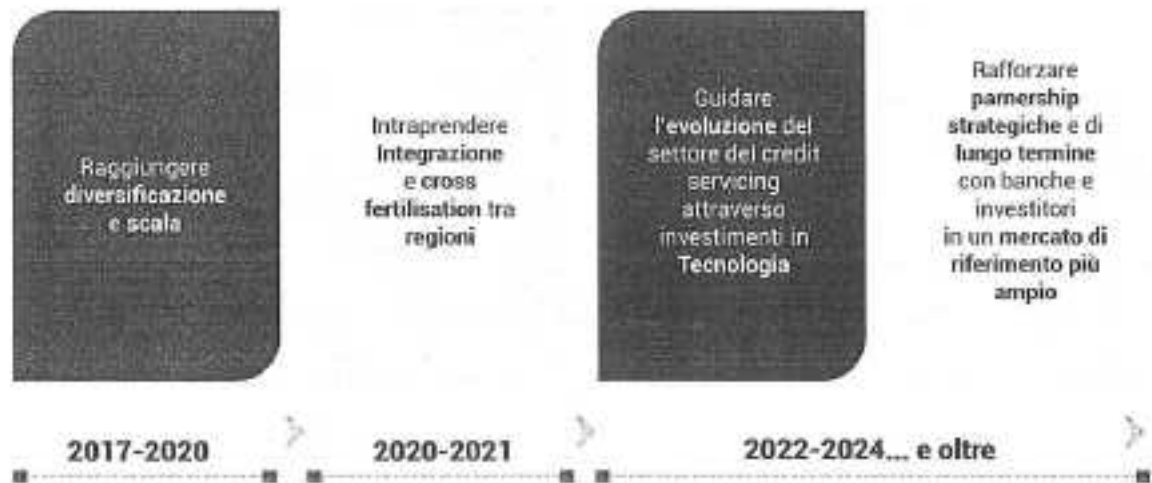 Raggiungere
diversificazione
e scala
Intraprendere
Integrazione
e cross
fertilisation tra
regioni
Guidare
l'evoluzione del
settore del credit
servicing
attraverso
investimenti in
Tecnologia
Rafforzare
parnership
strategiche e di
lungo termine
con banche e
investitori
in un mercato di
riferimento più
ampio
2017-2020
2020-2021
2022-2024... e oltre